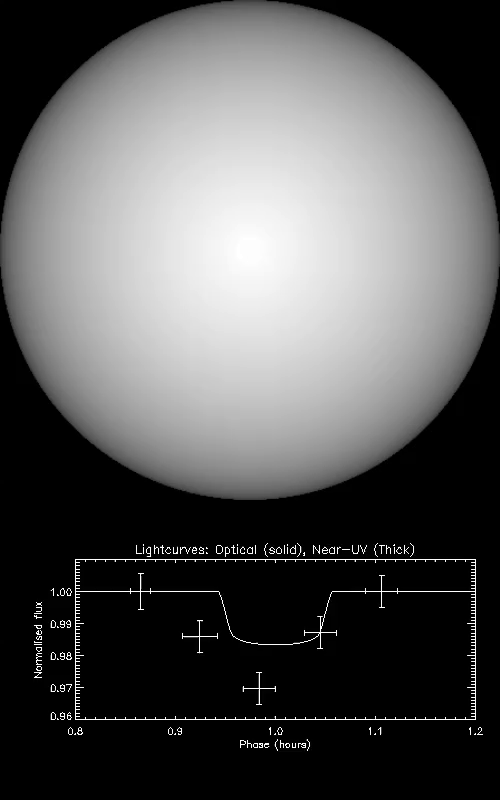 Lightcurves: Optical (solid), Near-UV (Thick)
Normalised flux
1.00
0.99
0.98
0.97
0.96
0.8 0.9 1.0 1.1 1.2
Phase (hours)